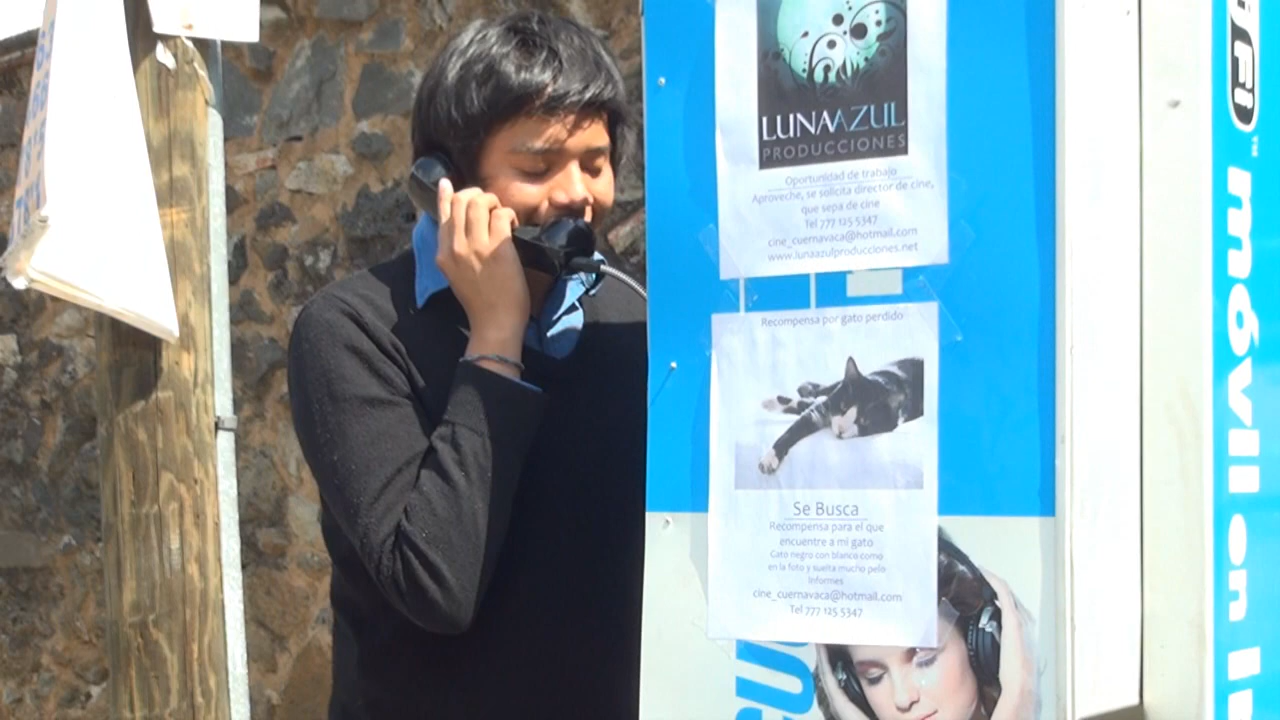 LUNAAZUL
PRODUCCIONES
Oportunidad de trabajo
Aproveche, se solicita director de cine,
que sepa de cine
Tel 777 125 5347
cine_cuernavaca@hotmail.com
www.lunaazulproducciones.net
Recompensa por gato perdido
Se Busca
Recompensa para el que
encuentre a mi gato
Gato negro con blanco como
en la foto y suelta mucho pelo
Informes
cine_cuernavaca@hotmail.com
Tel 777 125 5347
móvil en